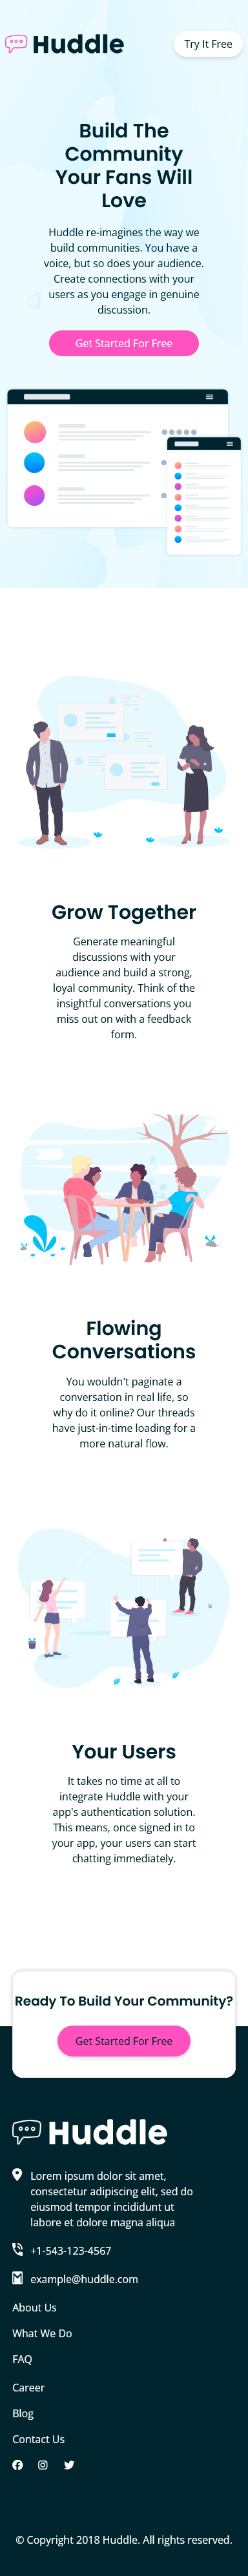 Huddle
Try It Free
Build The
Community
Your Fans Will
Love
Huddle re-imagines the way we
build communities. You have a
voice, but so does your audience.
Create connections with your
users as you engage in genuine
discussion.
Get Started For Free
Grow Together
Generate meaningful
discussions with your
audience and build a strong,
loyal community. Think of the
insightful conversations you
miss out on with a feedback
form.
Flowing
Conversations
You wouldn't paginate a
conversation in real life, so
why do it online? Our threads
have just-in-time loading for a
more natural flow.
Your Users
It takes no time at all to
integrate Huddle with your
app's authentication solution.
This means, once signed in to
your app, your users can start
chatting immediately.
Ready To Build Your Community?
Get Started For Free
Huddle
Lorem ipsum dolor sit amet,
consectetur adipiscing elit, sed do
eiusmod tempor incididunt ut
labore et dolore magna aliqua
+1-543-123-4567
example@huddle.com
About Us
What We Do
FAQ
Career
Blog
Contact Us
© Copyright 2018 Huddle. All rights reserved.